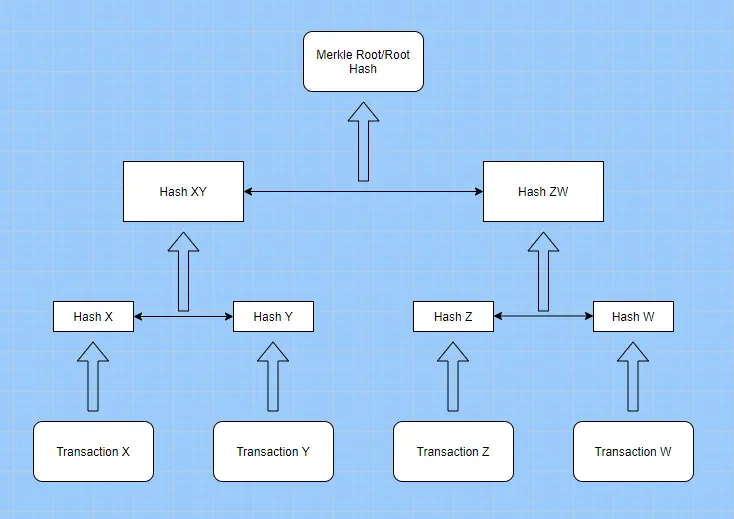 Merkle Root/Root
Hash
Hash XY
Hash ZW
Hash X
Hash Y
Hash Z
Hash W
Transaction X
Transaction Y
Transaction Z
Transaction W